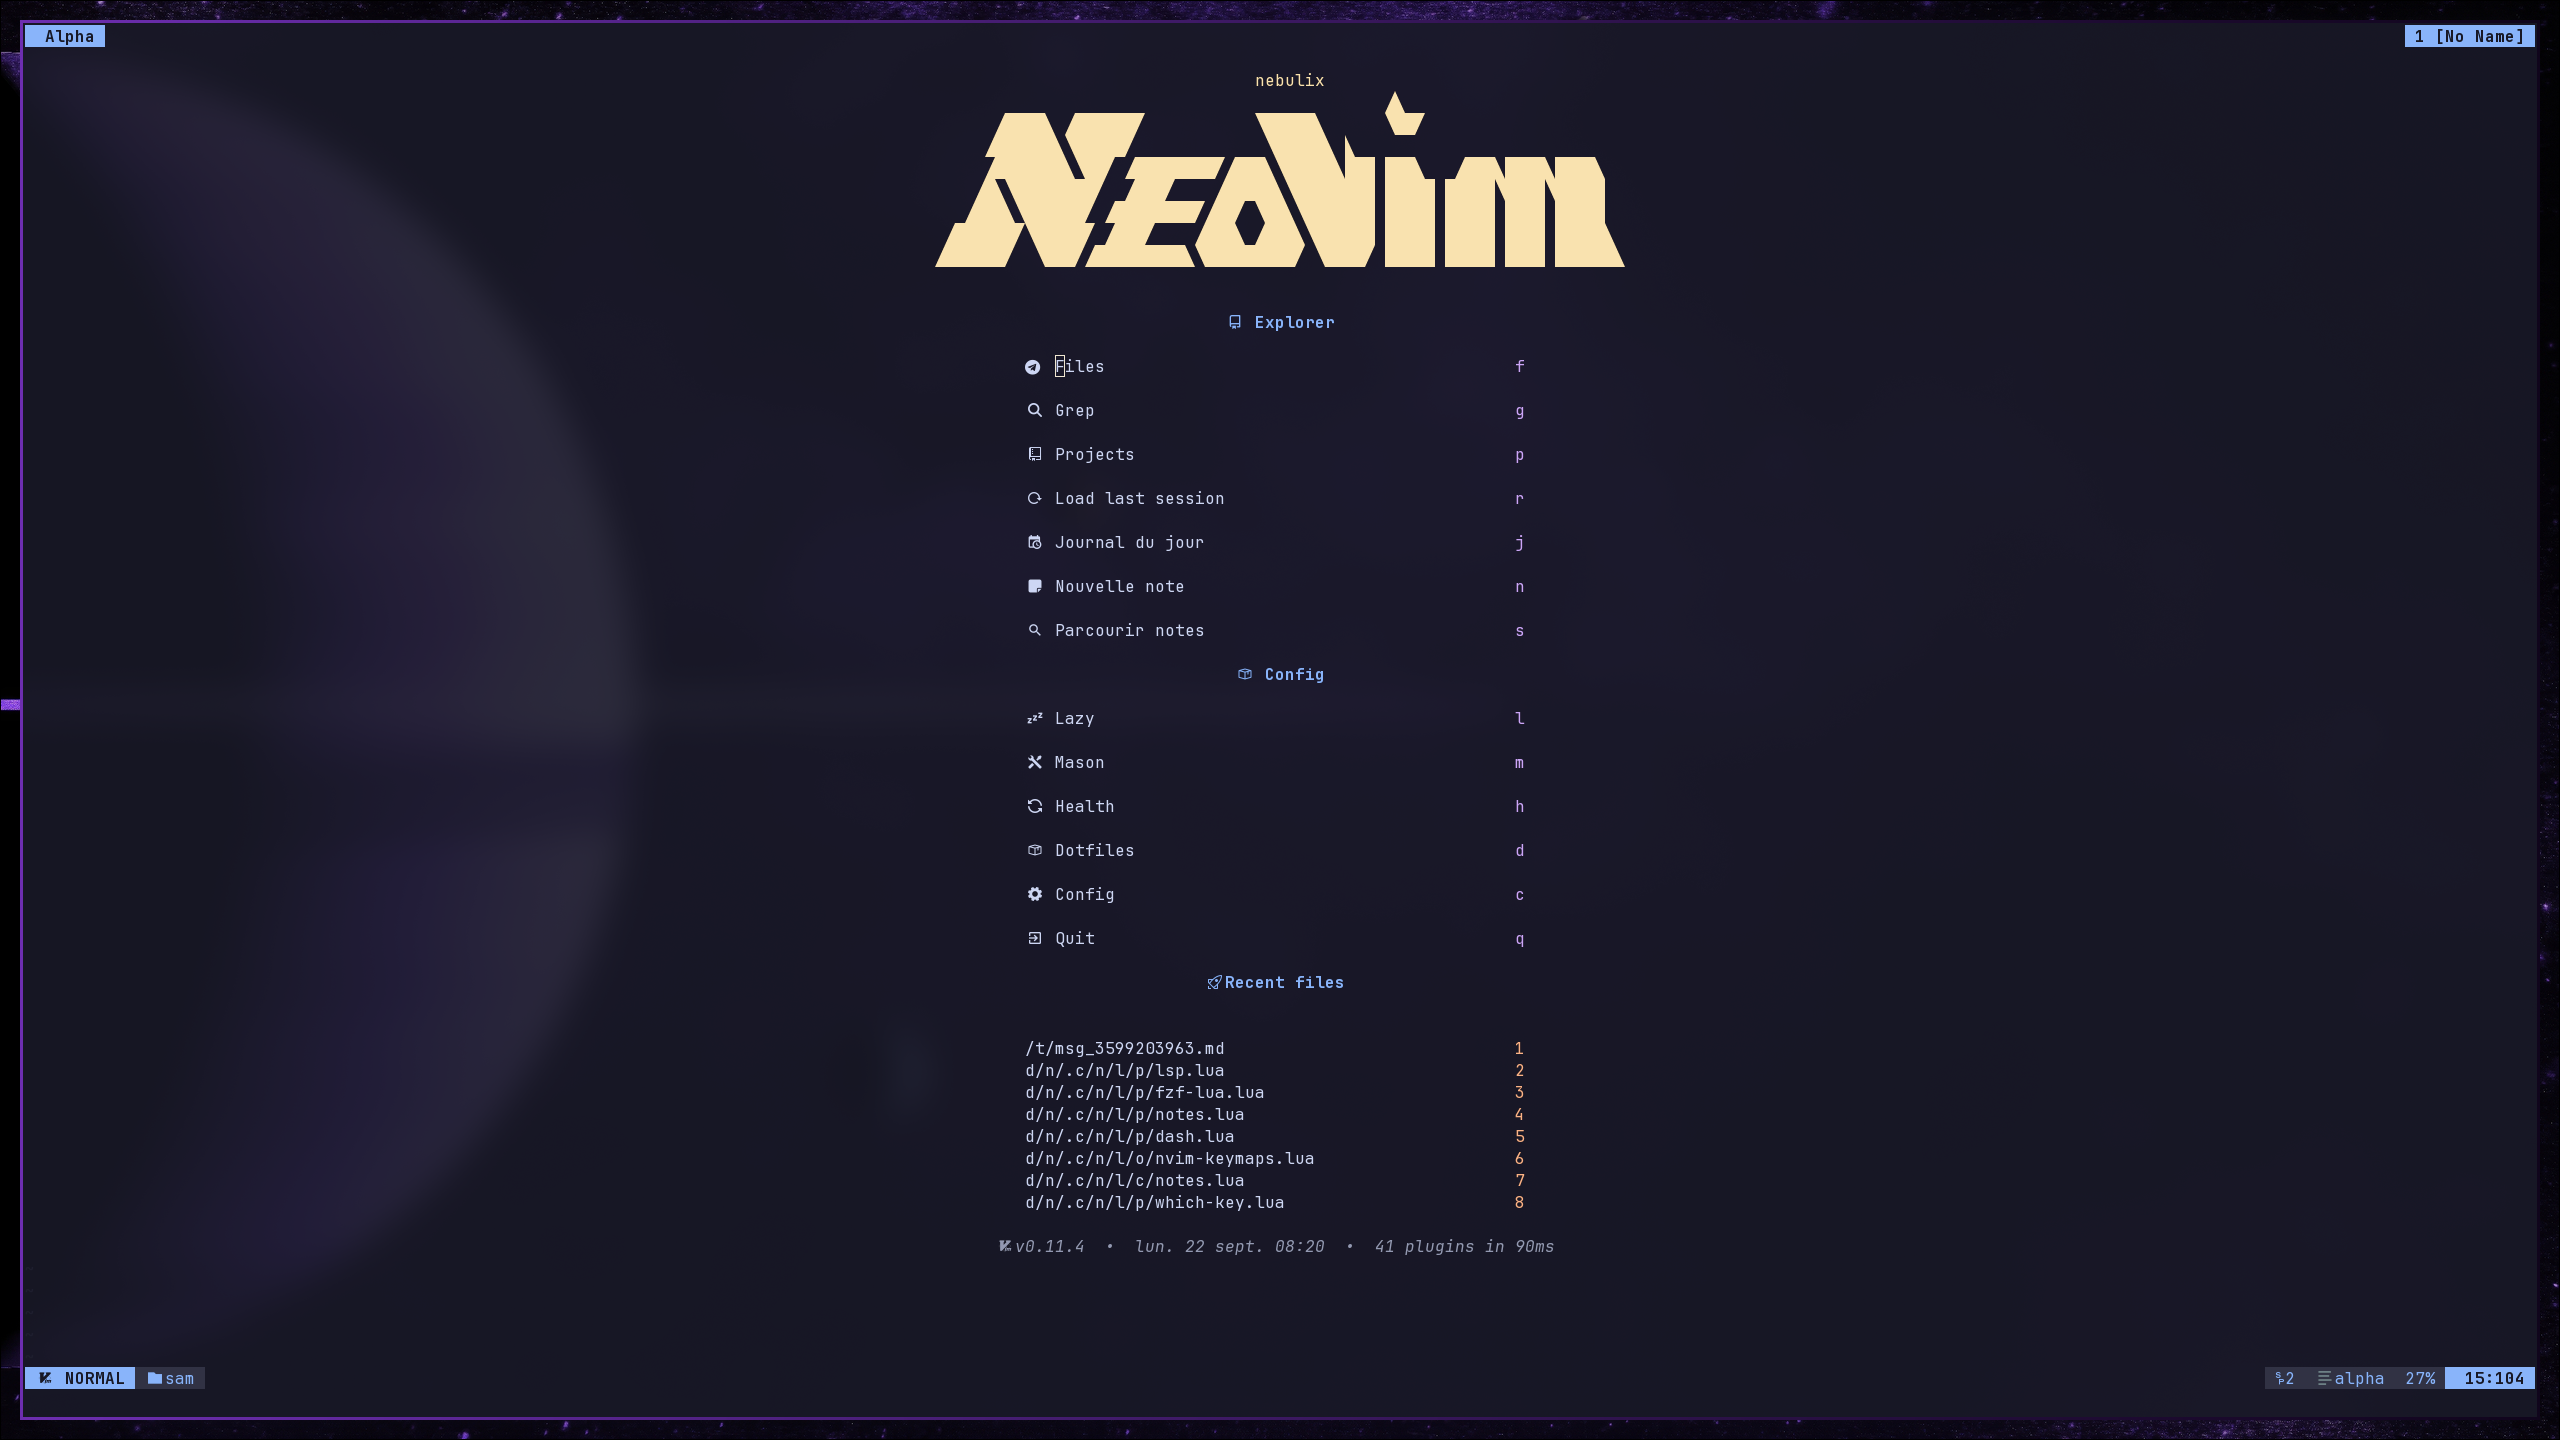 Alpha
1 [No Name]
nebulix
NEOVIM
Explorer
Files f
Grep g
Projects p
Load last session r
Journal du jour j
Nouvelle note n
Parcourir notes s
Config
Lazy l
Mason m
Health h
Dotfiles d
Config c
Quit q
Recent files
/t/msg_3599203963.md 1
d/n/.c/n/l/p/lsp.lua 2
d/n/.c/n/l/p/fzf-lua.lua 3
d/n/.c/n/l/p/notes.lua 4
d/n/.c/n/l/p/dash.lua 5
d/n/.c/n/l/o/nvim-keymaps.lua 6
d/n/.c/n/l/c/notes.lua 7
d/n/.c/n/l/p/which-key.lua 8
v0.11.4 • lun. 22 sept. 08:20 • 41 plugins in 90ms
NORMAL sam
SP2 alpha 27% 15:104